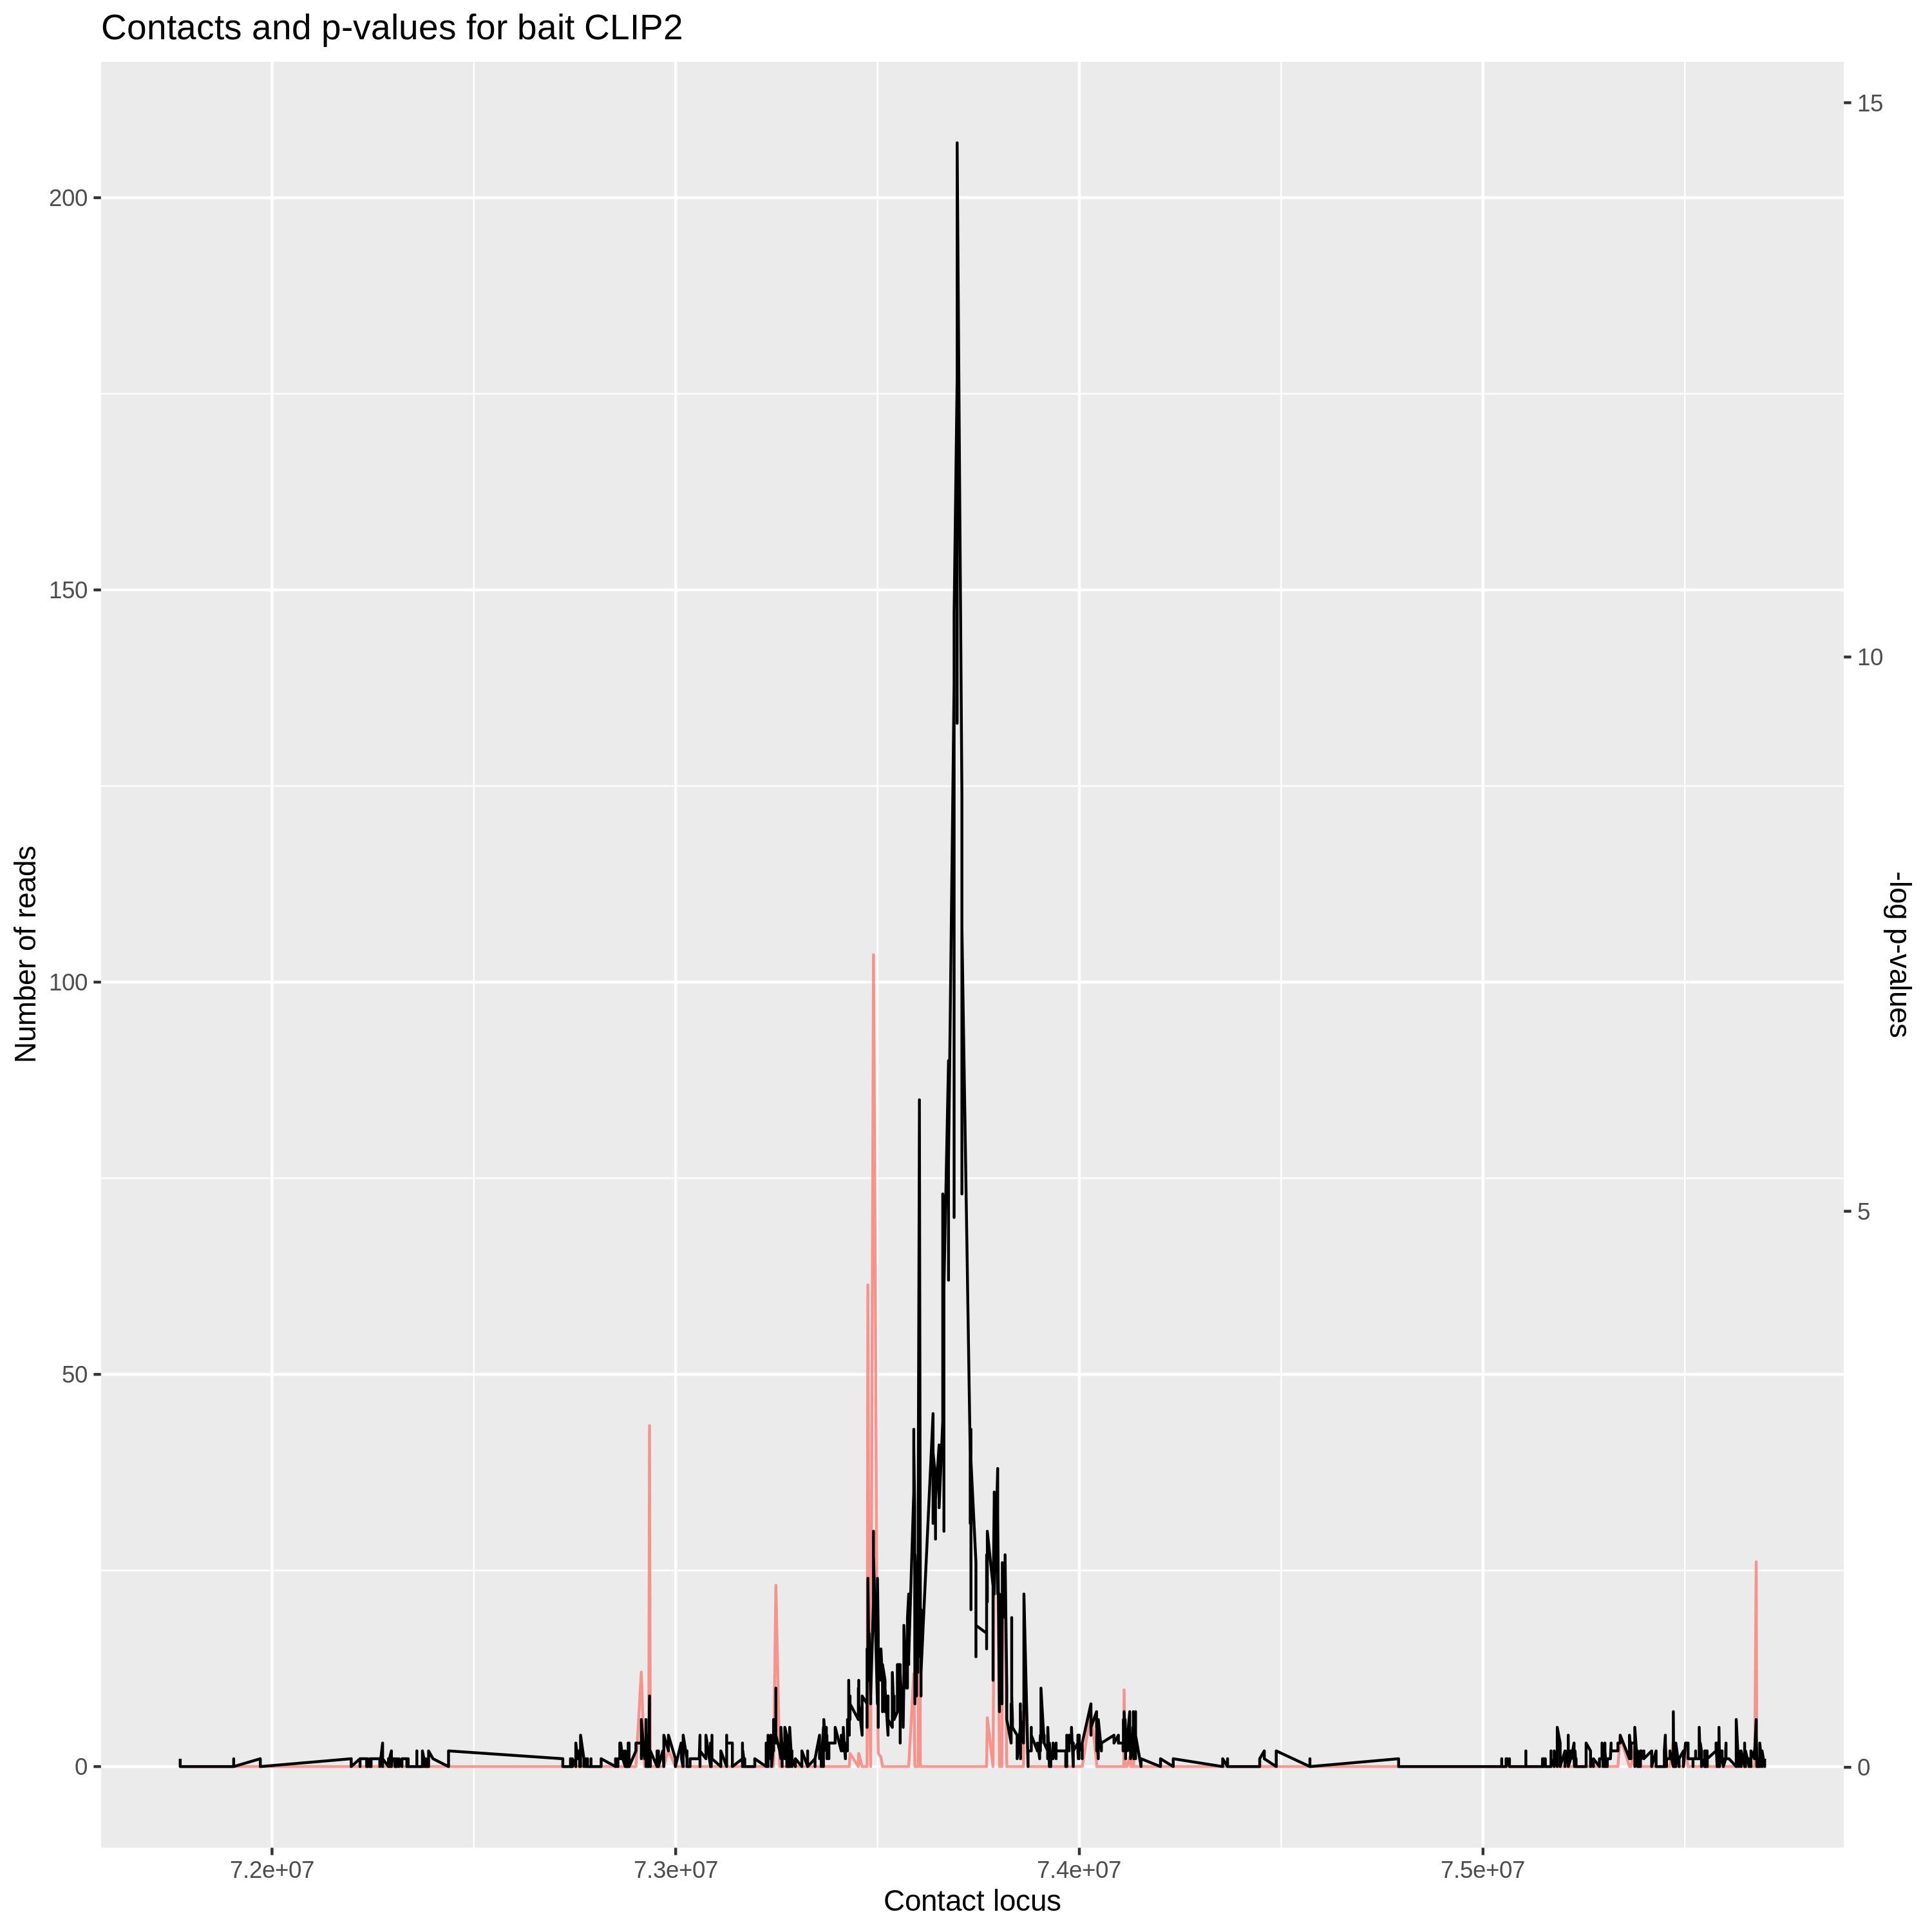 Contacts and p-values for bait CLIP2
200
150
100
50
0
Number of reads
15
10
5
0
-log p-values
7.2e+07
7.3e+07
7.4e+07
7.5e+07
Contact locus